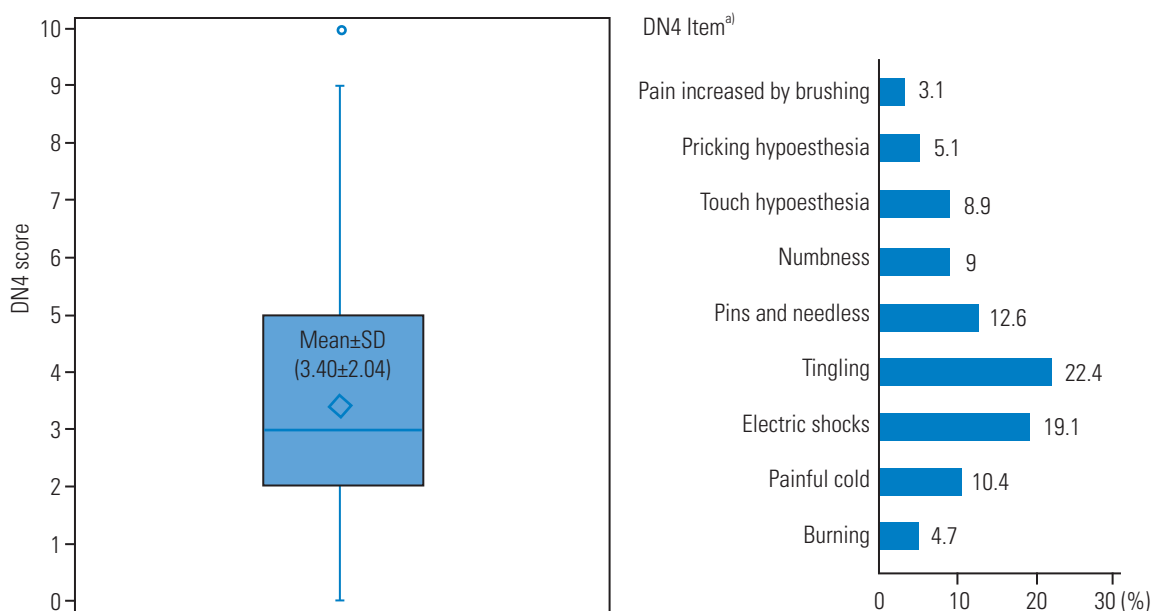 10
9
8
7
6
5
4
3
2
1
0
DN4 score
Mean±SD
(3.40±2.04)
DN4 Item a)
Pain increased by brushing 3.1
Pricking hypoesthesia 5.1
Touch hypoesthesia 8.9
Numbness 9
Pins and needless 12.6
Tingling 22.4
Electric shocks 19.1
Painful cold 10.4
Burning 4.7
0 10 20 30 (%)